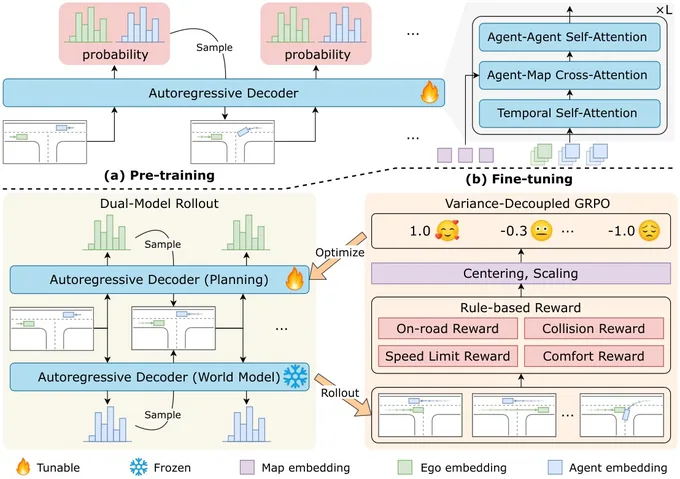 probability
Sample
probability
...
Autoregressive Decoder
...
×L
Agent-Agent Self-Attention
Agent-Map Cross-Attention
Temporal Self-Attention
(a) Pre-training
(b) Fine-tuning
Dual-Model Rollout
Sample
Autoregressive Decoder (Planning)
...
Autoregressive Decoder (World Model)
Sample
Optimize
Rollout
Variance-Decoupled GRPO
1.0 -0.3 ... -1.0
Centering, Scaling
Rule-based Reward
On-road Reward Collision Reward
Speed Limit Reward Comfort Reward
...
Tunable Frozen Map embedding Ego embedding Agent embedding